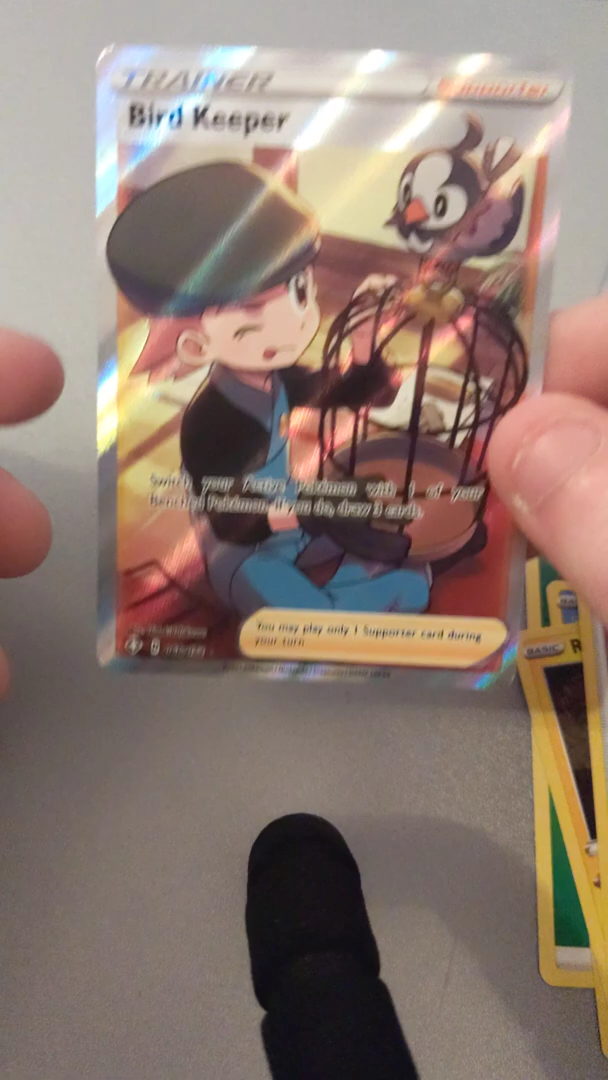 TRAINER
Supporter
Bird Keeper
Switch your Active Pokémon with 1 of your
Benched Pokémon. If you do, draw 3 cards.
You may play only 1 Supporter card during
your turn
BASIC
R